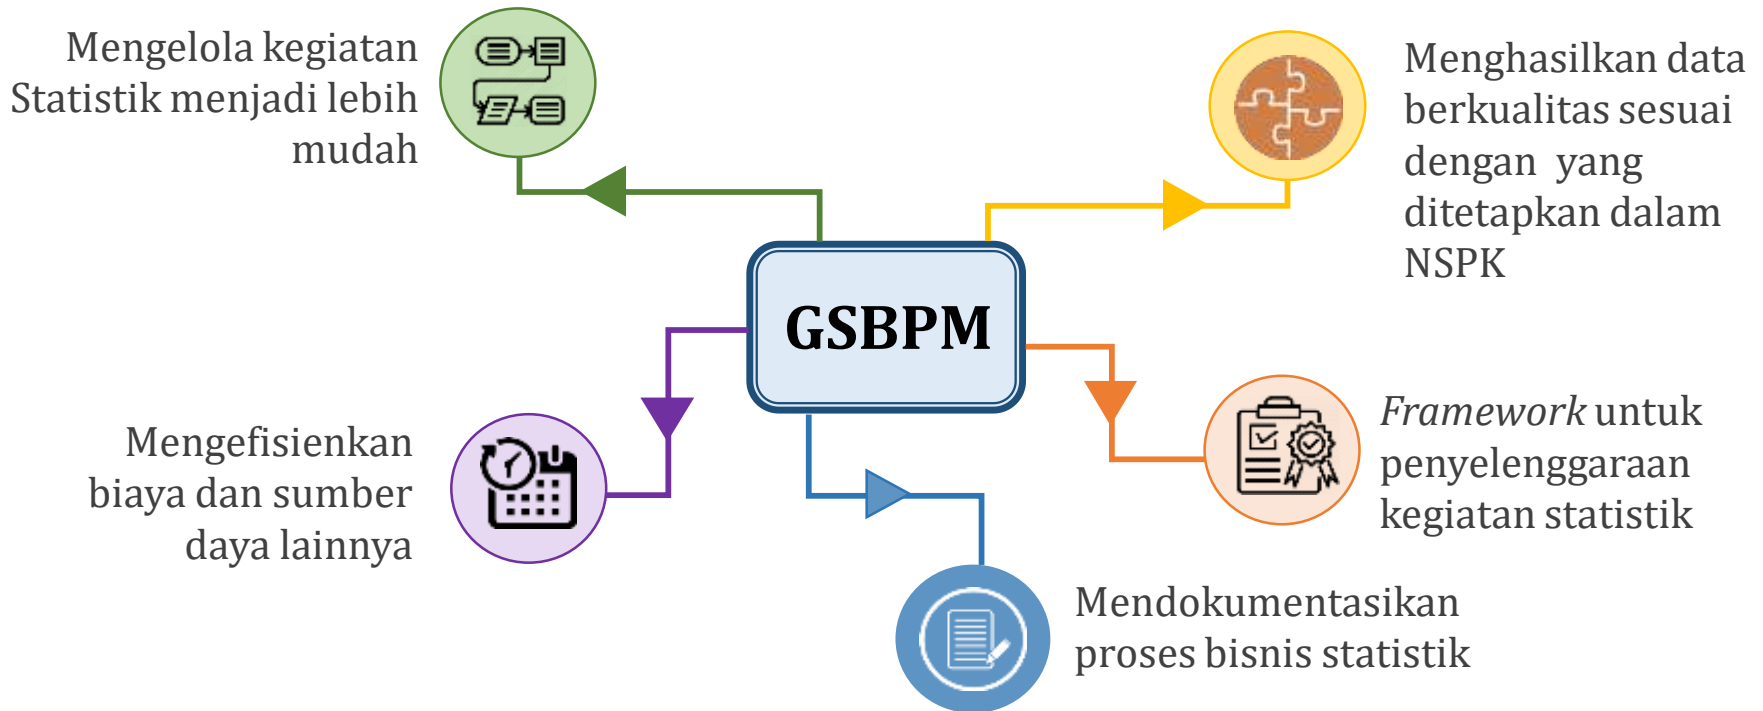 Mengelola kegiatan
Statistik menjadi lebih
mudah
Menghasilkan data
berkualitas sesuai
dengan  yang
ditetapkan dalam
NSPK
GSBPM
Mengefisienkan
biaya dan sumber
daya lainnya
Framework untuk
penyelenggaraan
kegiatan statistik
Mendokumentasikan
proses bisnis statistik